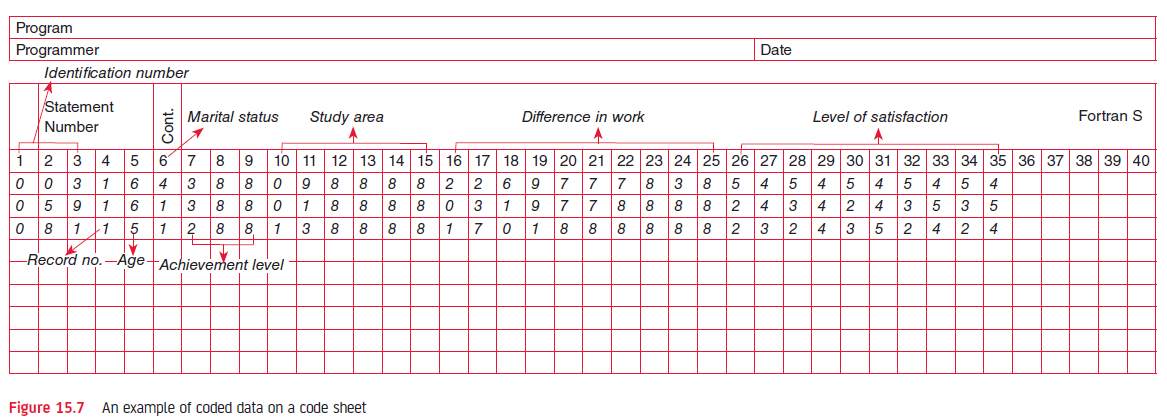 Program
Programmer Date
Identification number
Statement Number Cont. Marital status Study area Difference in work Level of satisfaction Fortran S
1 2 3 4 5 6 7 8 9 10 11 12 13 14 15 16 17 18 19 20 21 22 23 24 25 26 27 28 29 30 31 32 33 34 35 36 37 38 39 40
0 0 3 1 6 4 3 8 8 0 9 8 8 8 8 2 2 6 9 7 7 7 8 3 8 5 4 5 4 5 4 5 4 5 4
0 5 9 1 6 1 3 8 8 0 1 8 8 8 8 0 3 1 9 7 7 8 8 8 8 2 4 3 4 2 4 3 5 3 5
0 8 1 1 5 1 2 8 8 1 3 8 8 8 8 1 7 0 1 8 8 8 8 8 8 2 3 2 4 3 5 2 4 2 4
Record no. Age Achievement level
Figure 15.7 An example of coded data on a code sheet